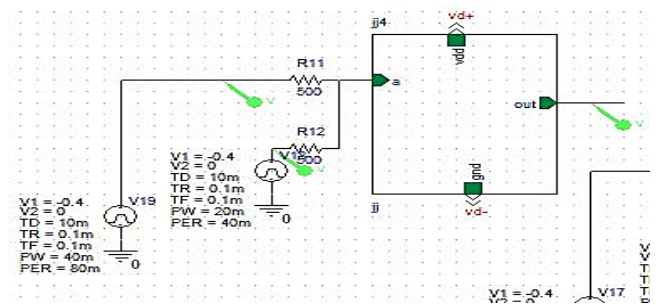 jj4
vd+
vdd
R11
500
a
out
R12
500
V1 = -0.4
V2 = 0
TD = 10m
TR = 0.1m
TF = 0.1m
PW = 20m
PER = 40m
0
V19
V1 = -0.4
V2 = 0
TD = 10m
TR = 0.1m
TF = 0.1m
PW = 40m
PER = 80m
0
gnd
jj
vd-
V1 = -0.4
V17